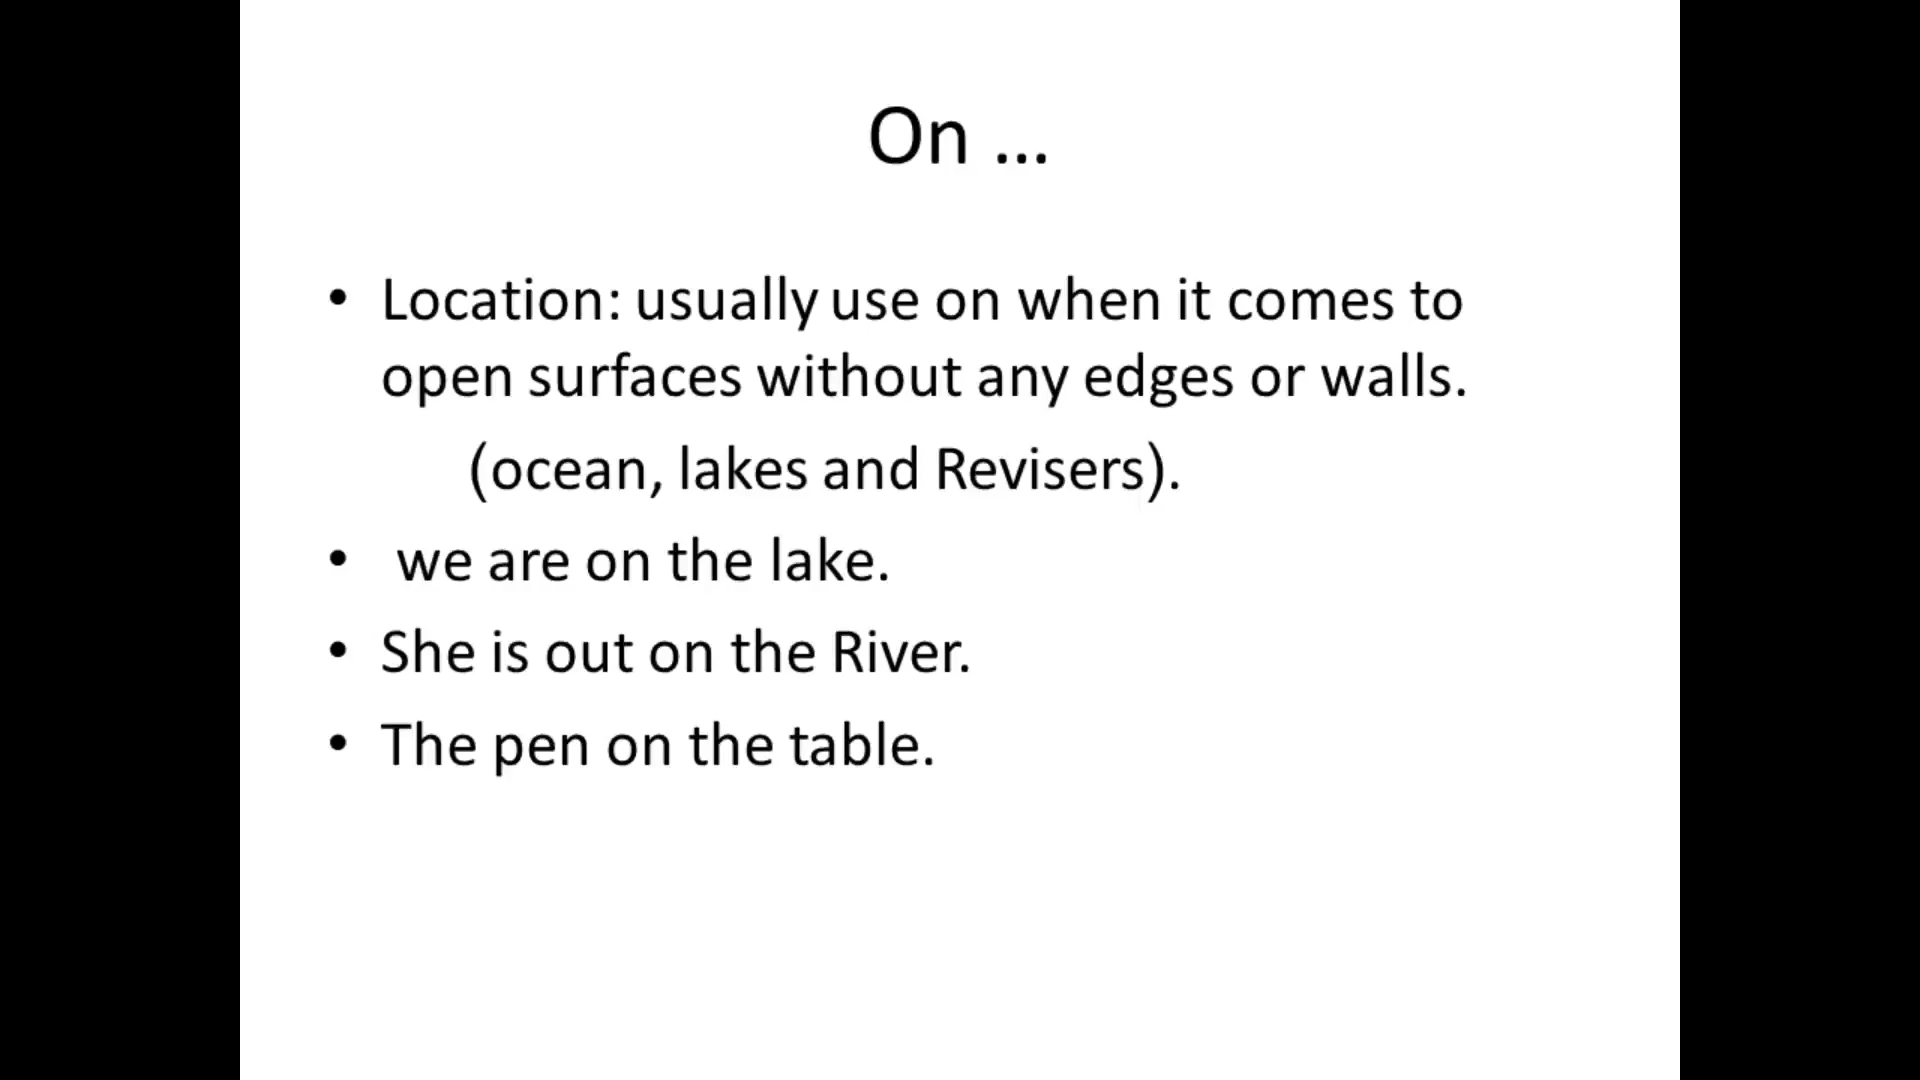 On ...
• Location: usually use on when it comes to
open surfaces without any edges or walls.
(ocean, lakes and Revisers).
• we are on the lake.
• She is out on the River.
• The pen on the table.